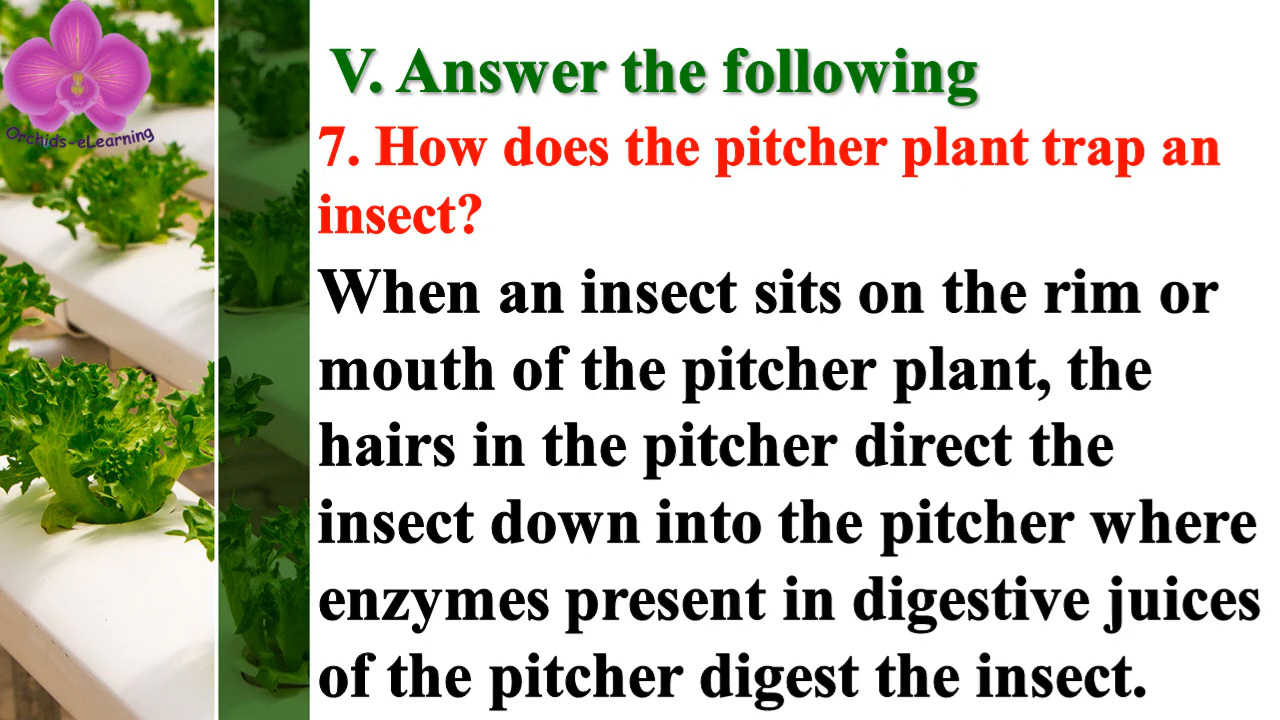 Orchids-eLearning
V. Answer the following
7. How does the pitcher plant trap an
insect?
When an insect sits on the rim or
mouth of the pitcher plant, the
hairs in the pitcher direct the
insect down into the pitcher where
enzymes present in digestive juices
of the pitcher digest the insect.